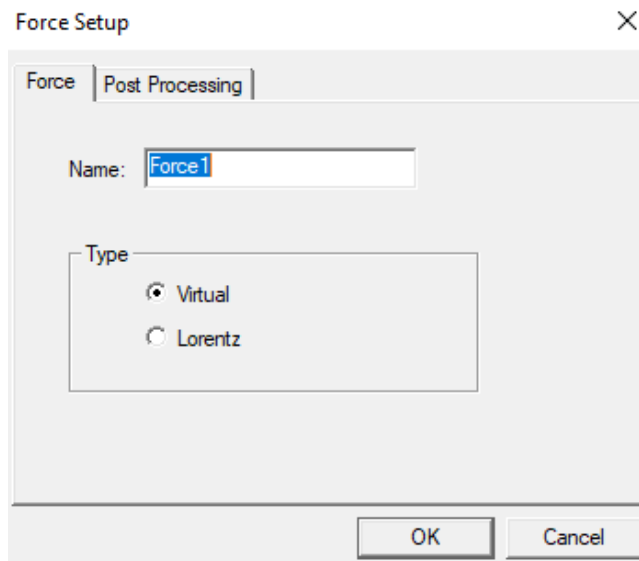 Force Setup
Force
Post Processing
Name:
Force1
Type
Virtual
Lorentz
OK
Cancel